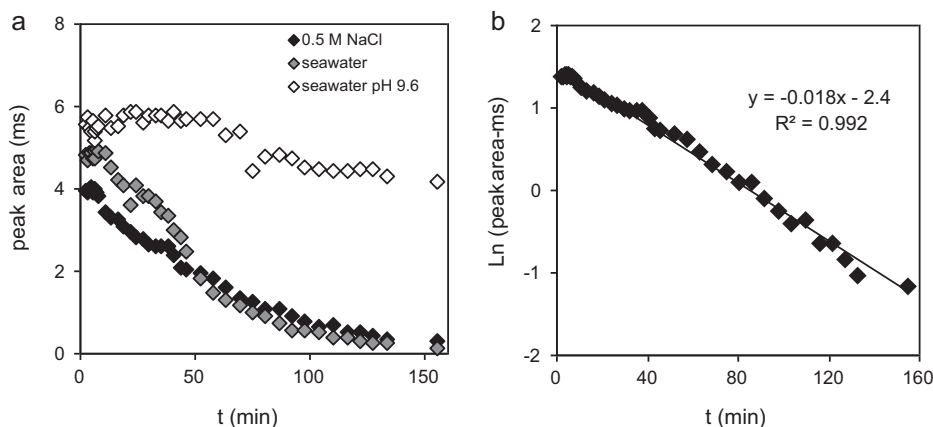 a
8
6
4
2
0
peak area (ms)
0.5 M NaCl
seawater
seawater pH 9.6
0
50
100
150
t (min)
b
2
1
0
-1
-2
Ln (peak area-ms)
y = -0.018x - 2.4
R² = 0.992
0
40
80
120
160
t (min)